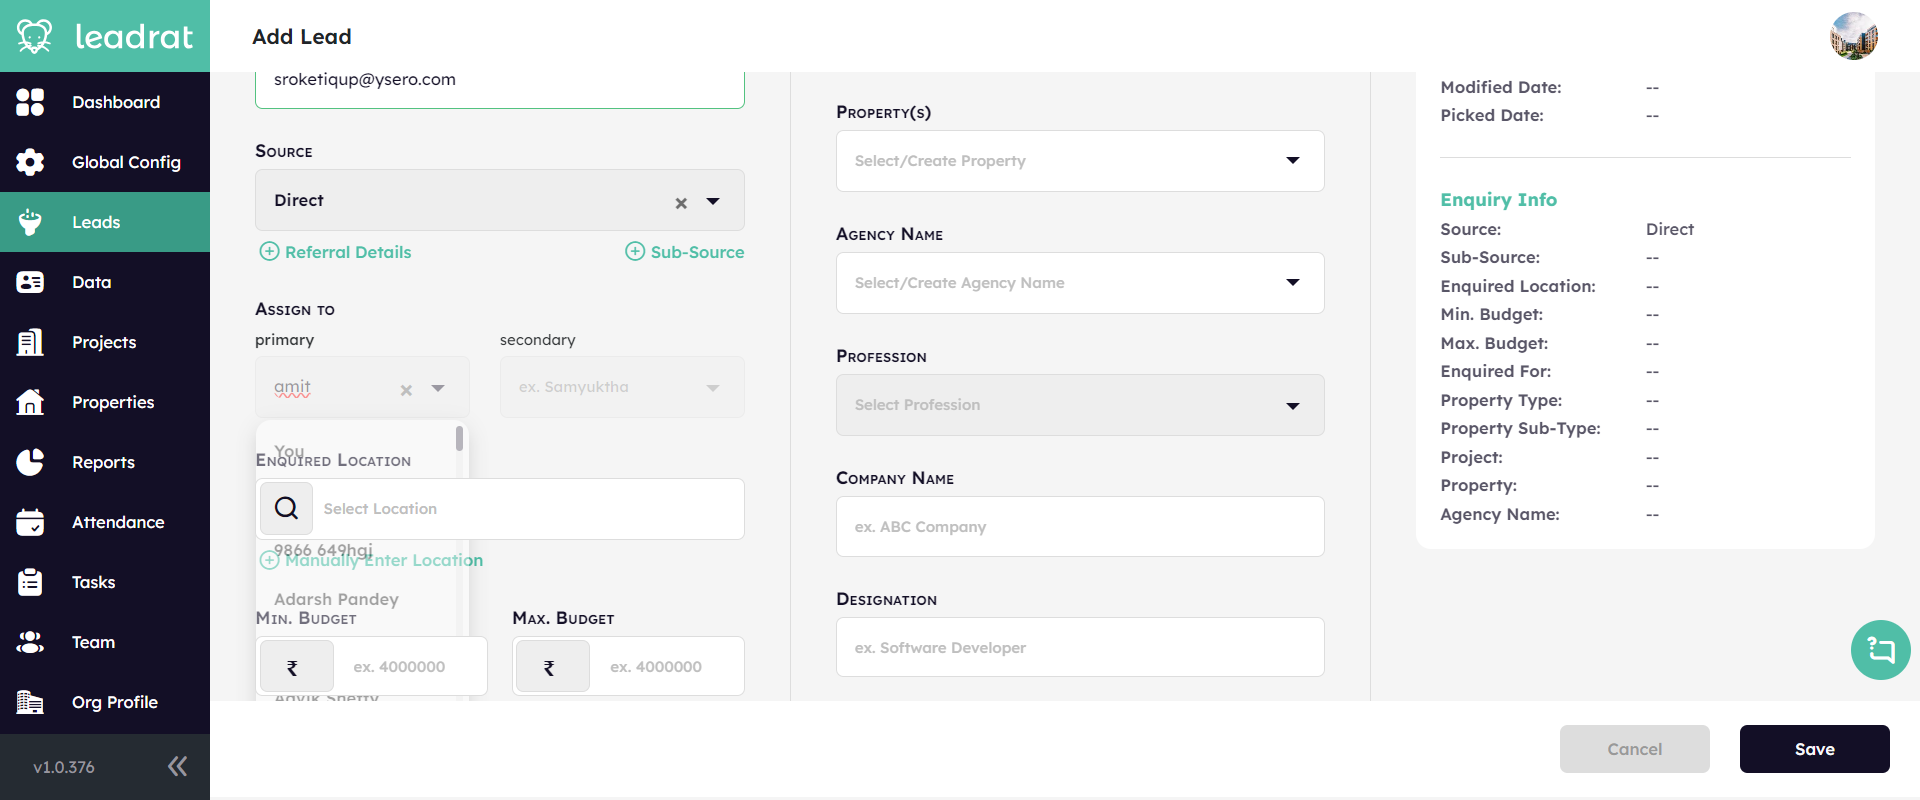 leadrat
Dashboard
Global Config
Leads
Data
Projects
Properties
Reports
Attendance
Tasks
Team
Org Profile
v1.0.376
Add Lead
sroketiqup@ysero.com
Source
Direct
Referral Details
Sub-Source
Assign to
primary
secondary
amit
ex. Samyuktha
You
Enquired Location
Select Location
9866 649hgj
Manually Enter Location
Adarsh Pandey
Min. Budget
Max. Budget
₹ ex. 4000000
₹ ex. 4000000
Advik Shetty
Property(s)
Select/Create Property
Agency Name
Select/Create Agency Name
Profession
Select Profession
Company Name
ex. ABC Company
Designation
ex. Software Developer
Modified Date: --
Picked Date: --
Enquiry Info
Source: Direct
Sub-Source: --
Enquired Location: --
Min. Budget: --
Max. Budget: --
Enquired For: --
Property Type: --
Property Sub-Type: --
Project: --
Property: --
Agency Name: --
Cancel
Save